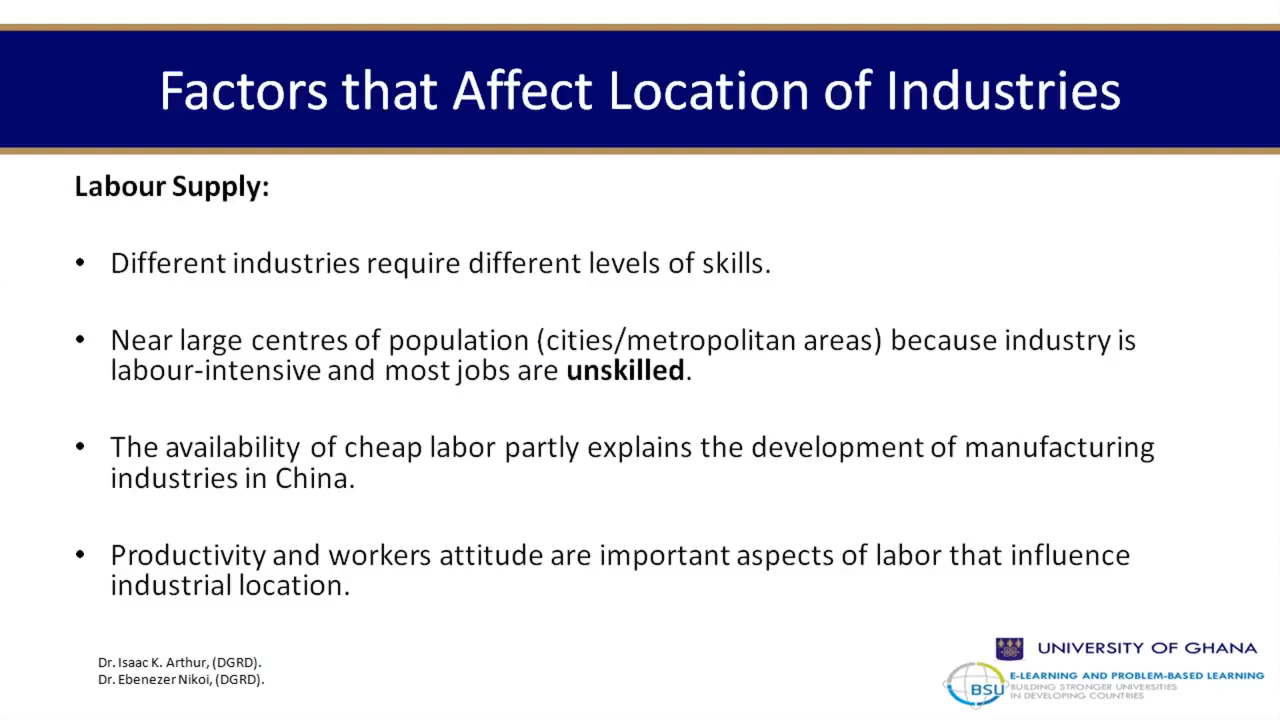 Factors that Affect Location of Industries
Labour Supply:
• Different industries require different levels of skills.
• Near large centres of population (cities/metropolitan areas) because industry is
labour-intensive and most jobs are unskilled.
• The availability of cheap labor partly explains the development of manufacturing
industries in China.
• Productivity and workers attitude are important aspects of labor that influence
industrial location.
Dr. Isaac K. Arthur, (DGRD).
Dr. Ebenezer Nikoi, (DGRD).
UNIVERSITY OF GHANA
BSU
E-LEARNING AND PROBLEM-BASED LEARNING
BUILDING STRONGER UNIVERSITIES
IN DEVELOPING COUNTRIES